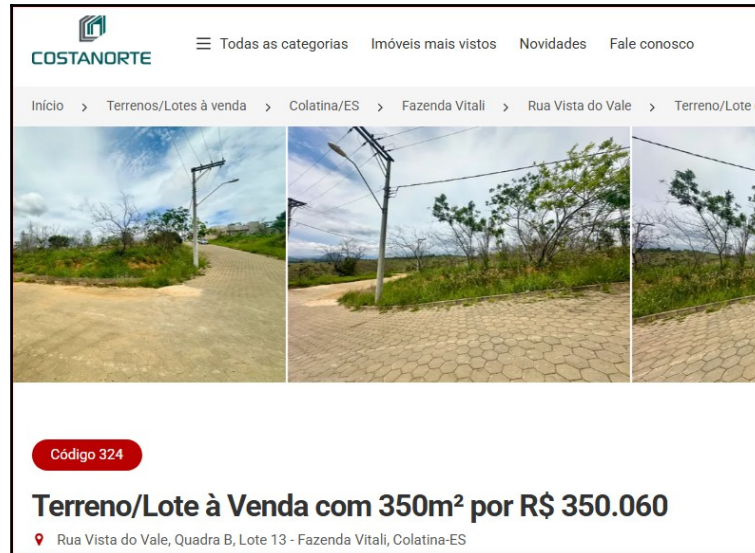 COSTANORTE
Todas as categorias Imóveis mais vistos Novidades Fale conosco
Início > Terrenos/Lotes à venda > Colatina/ES > Fazenda Vitali > Rua Vista do Vale > Terreno/Lote
Código 324
Terreno/Lote à Venda com 350m² por R$ 350.060
Rua Vista do Vale, Quadra B, Lote 13 - Fazenda Vitali, Colatina-ES